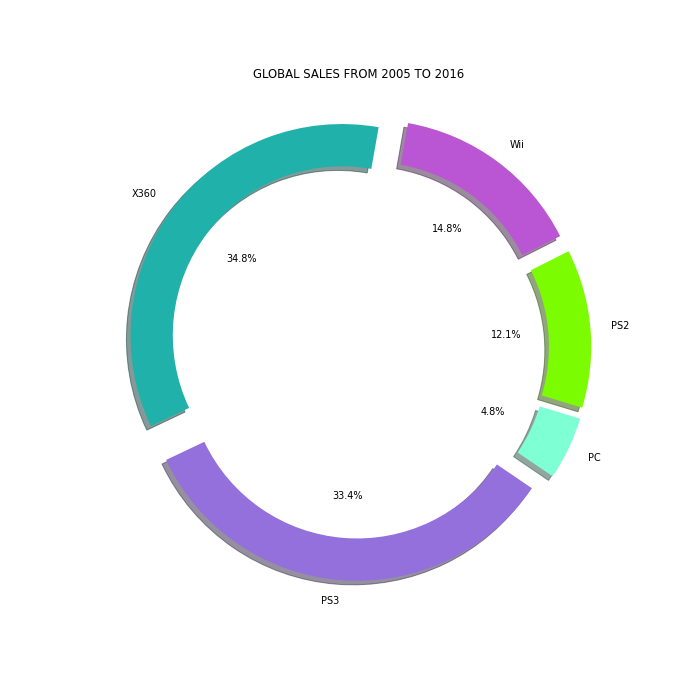 GLOBAL SALES FROM 2005 TO 2016
Wii
X360
14.8%
34.8%
PS2
12.1%
4.8%
PC
33.4%
PS3